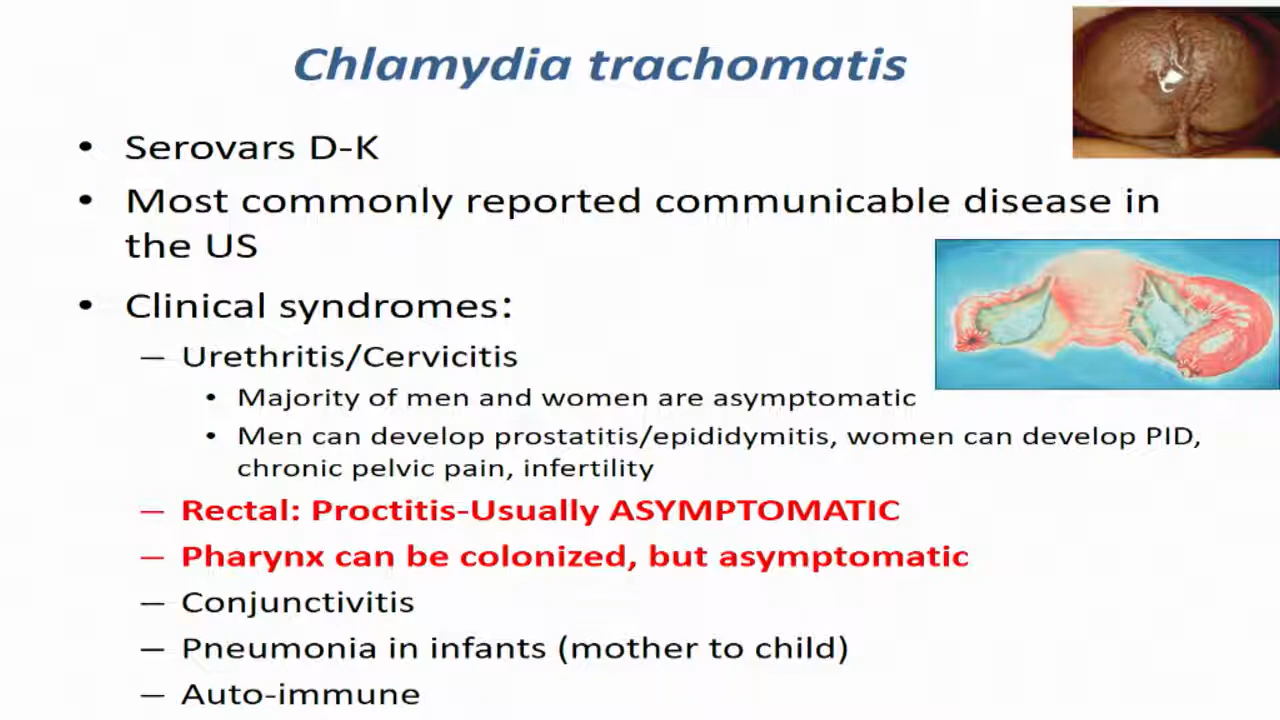 Chlamydia trachomatis
• Serovars D-K
• Most commonly reported communicable disease in
the US
• Clinical syndromes:
– Urethritis/Cervicitis
• Majority of men and women are asymptomatic
• Men can develop prostatitis/epididymitis, women can develop PID,
chronic pelvic pain, infertility
– Rectal: Proctitis-Usually ASYMPTOMATIC
– Pharynx can be colonized, but asymptomatic
– Conjunctivitis
– Pneumonia in infants (mother to child)
– Auto-immune